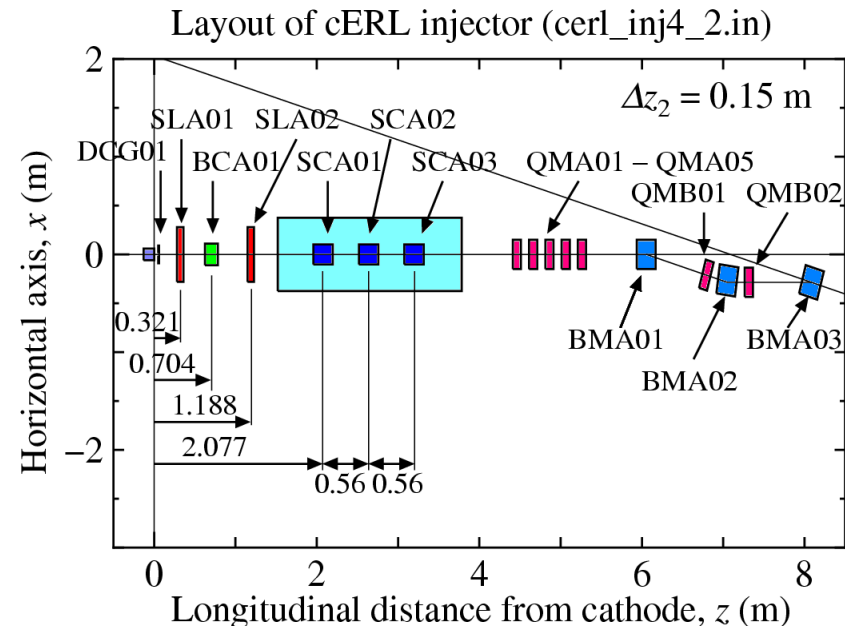 Layout of cERL injector (cerl_inj4_2.in)
2
Δz2 = 0.15 m
SLA01 SLA02 SCA02
DCG01 BCA01 SCA01 SCA03 QMA01 – QMA05
QMB01 QMB02
0
0.321
BMA01 BMA03
0.704
BMA02
1.188
2.077
−2
0.56 0.56
0 2 4 6 8
Horizontal axis, x (m)
Longitudinal distance from cathode, z (m)